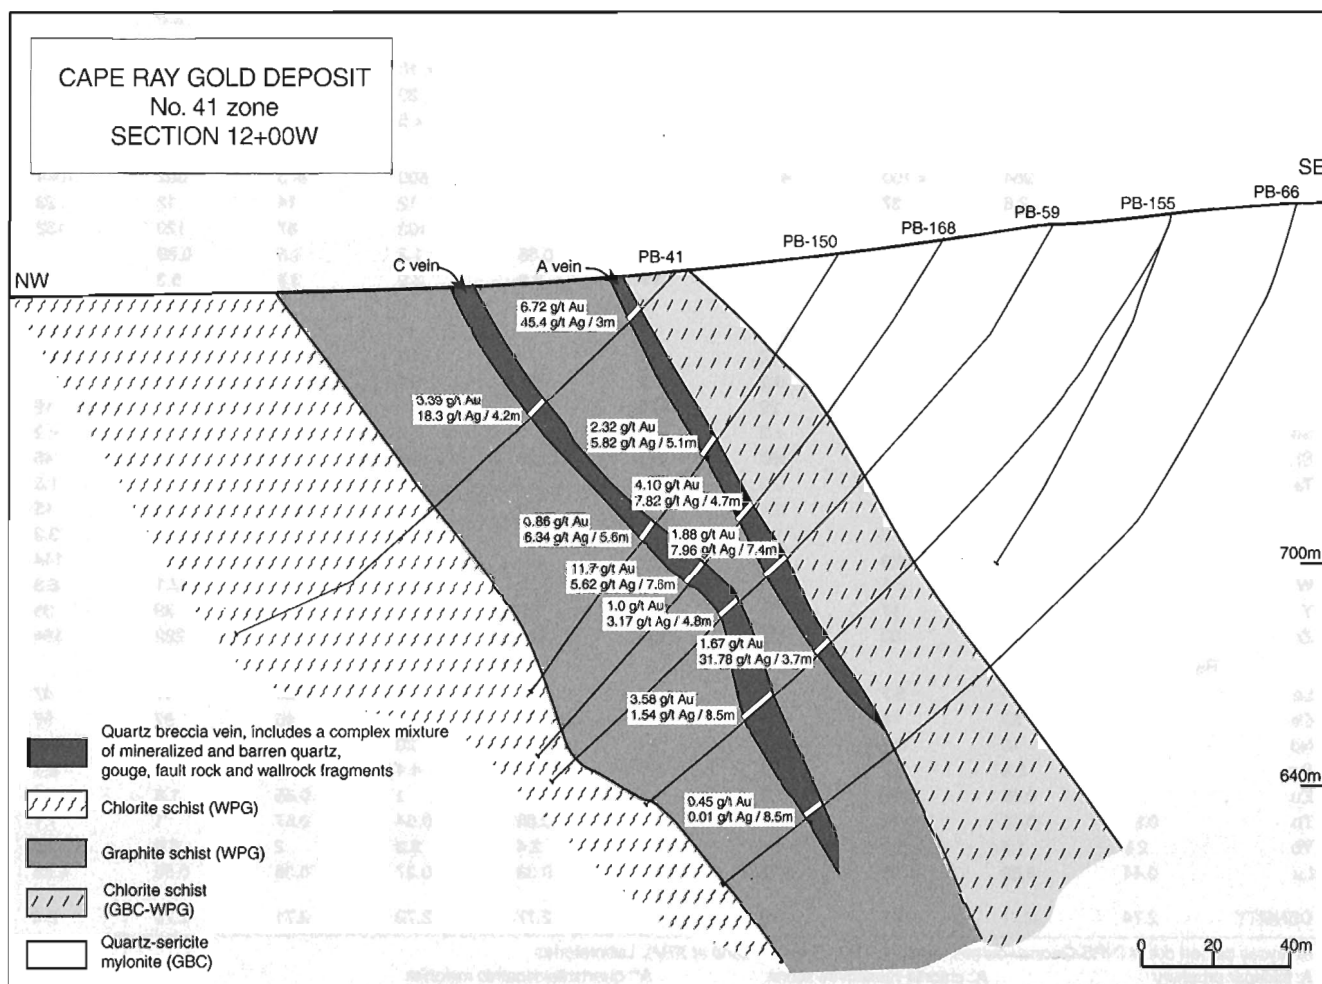 CAPE RAY GOLD DEPOSIT
No. 41 zone
SECTION 12+00W
SE
PB-66
PB-155
PB-59
PB-168
PB-150
PB-41
A vein
C vein
NW
6.72 g/t Au
45.4 g/t Ag / 3m
3.39 g/t Au
18.3 g/t Ag / 4.2m
2.32 g/t Au
5.82 g/t Ag / 5.1m
4.10 g/t Au
7.82 g/t Ag / 4.7m
0.86 g/t Au
6.34 g/t Ag / 5.6m
1.88 g/t Au
7.96 g/t Ag / 7.4m
11.7 g/t Au
5.62 g/t Ag / 7.6m
1.0 g/t Au
3.17 g/t Ag / 4.8m
1.67 g/t Au
31.78 g/t Ag / 3.7m
3.58 g/t Au
1.54 g/t Ag / 8.5m
0.45 g/t Au
0.01 g/t Ag / 8.5m
700m
640m
Quartz breccia vein, includes a complex mixture
of mineralized and barren quartz,
gouge, fault rock and wallrock fragments
Chlorite schist (WPG)
Graphite schist (WPG)
Chlorite schist
(GBC-WPG)
Quartz-sericite
mylonite (GBC)
0 20 40m